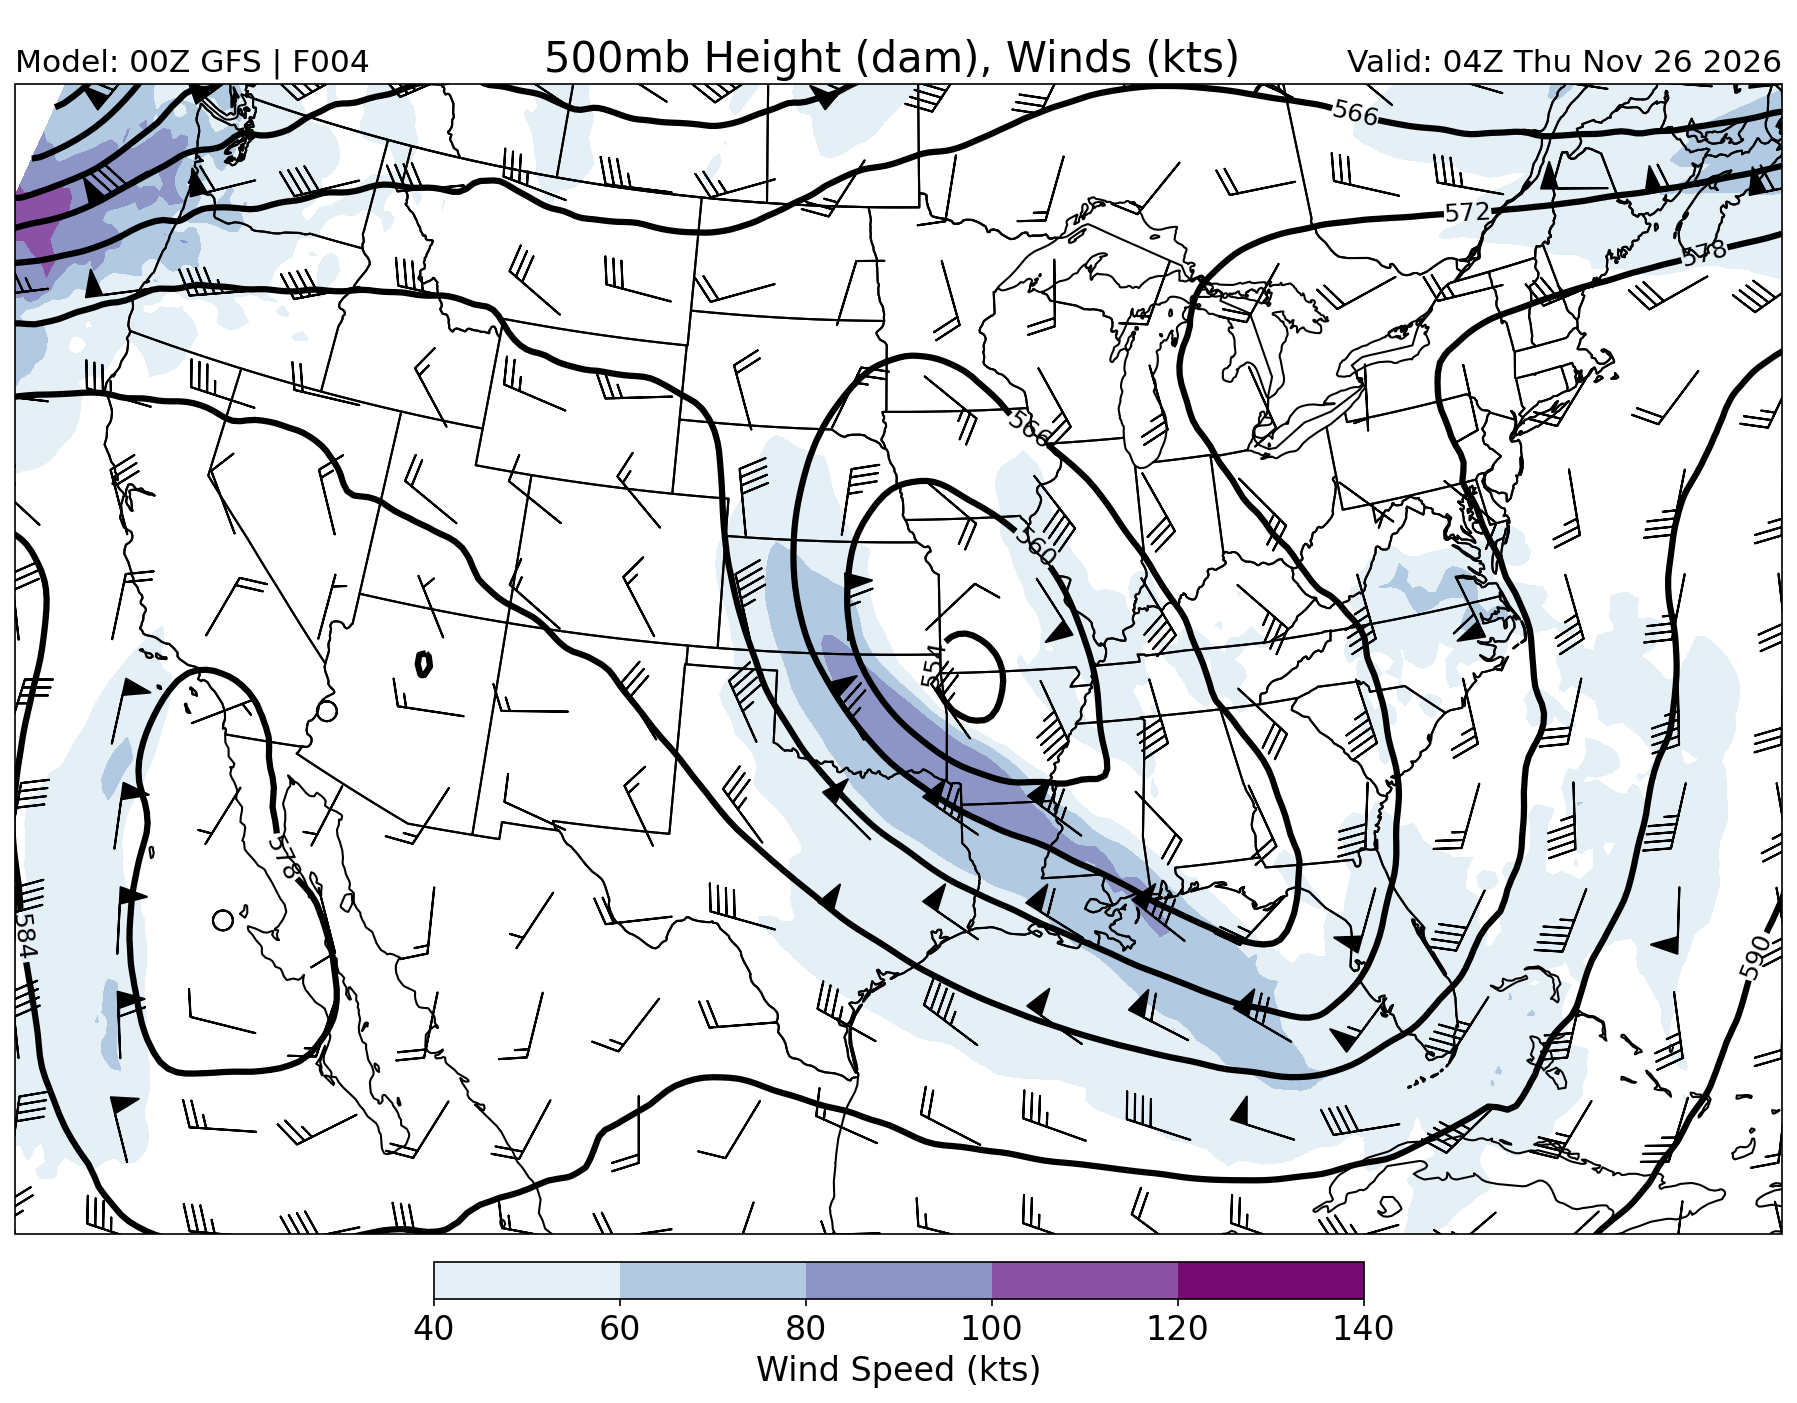 Model: 00Z GFS | F004
500mb Height (dam), Winds (kts)
Valid: 04Z Thu Nov 26 2026
566
572
578
566
560
554
578
584
590
40 60 80 100 120 140
Wind Speed (kts)